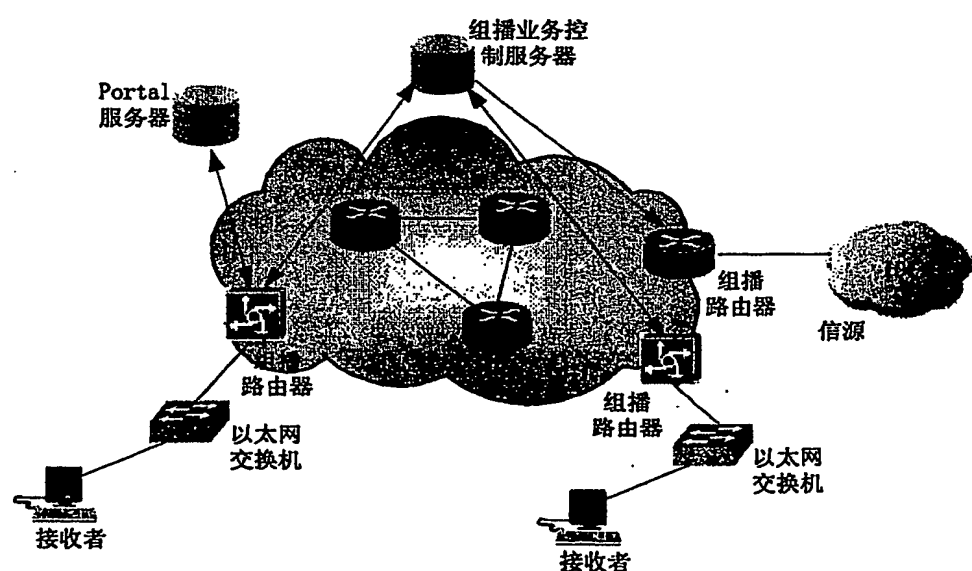 组播业务控
制服务器
Portal
服务器
组播
路由器
信源
路由器
组播
路由器
以太网
交换机
以太网
交换机
接收者
接收者